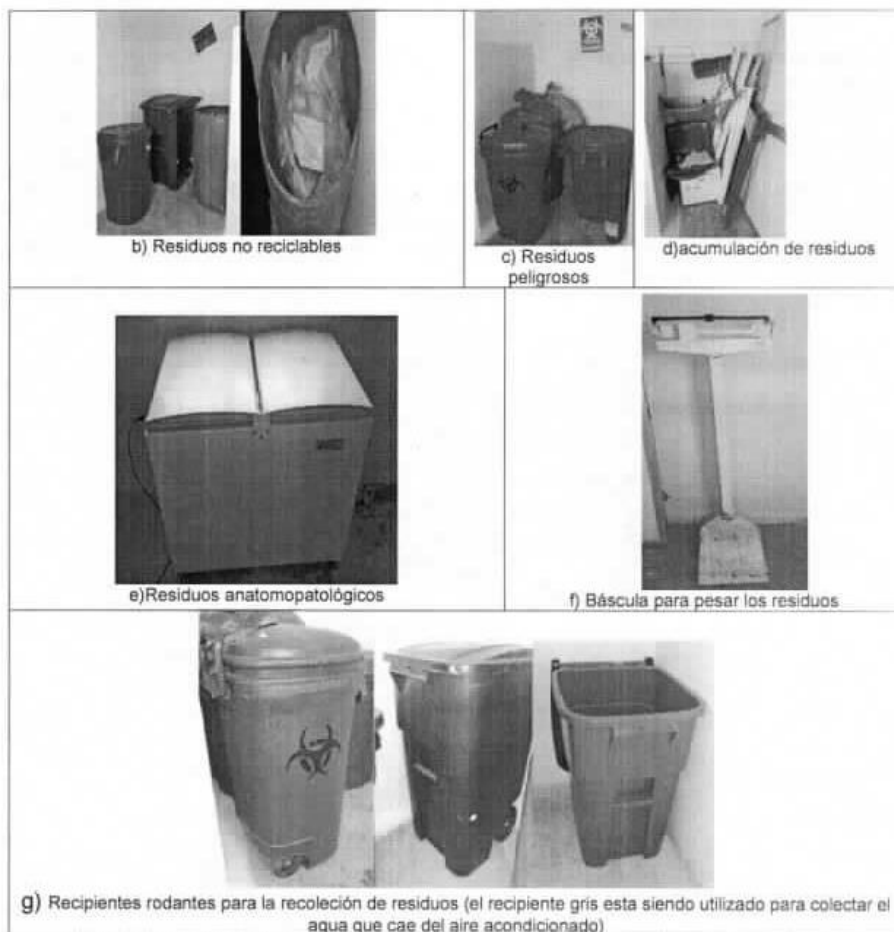 b) Residuos no reciclables
c) Residuos
peligrosos
d)acumulación de residuos
e)Residuos anatomopatológicos
f) Báscula para pesar los residuos
g) Recipientes rodantes para la recoleción de residuos (el recipiente gris esta siendo utilizado para colectar el
agua que cae del aire acondicionado)